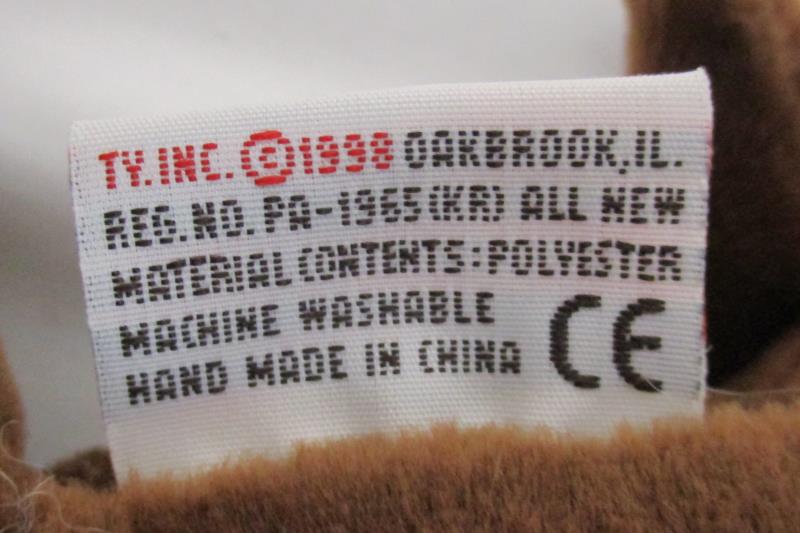 TY. INC. ©1998 OAKBROOK, IL.
REG. NO. PA-1965(KR) ALL NEW
MATERIAL CONTENTS: POLYESTER
MACHINE WASHABLE
HAND MADE IN CHINA
CE